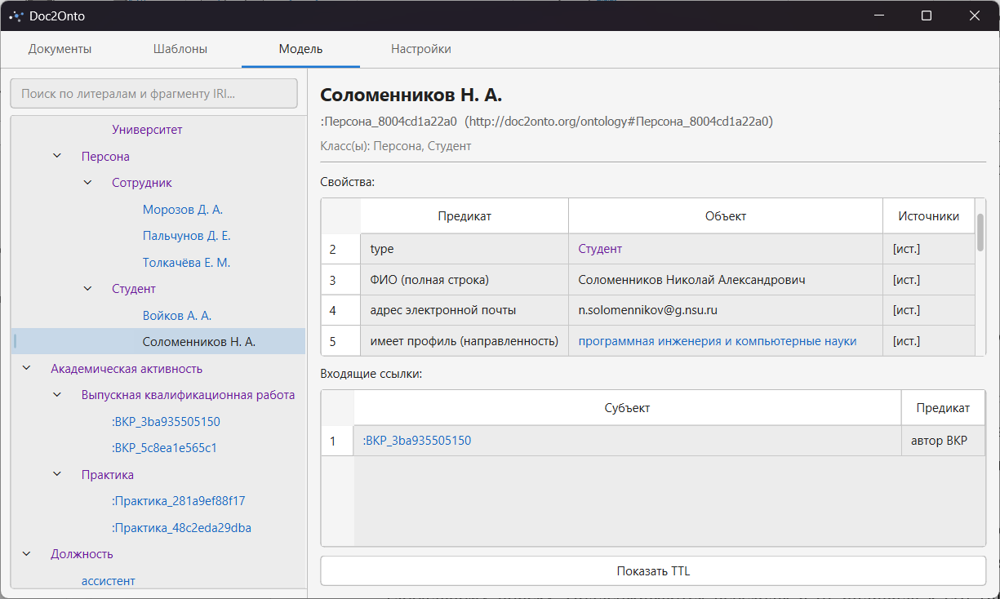 Doc2Onto
Документы Шаблоны Модель Настройки
Поиск по литералам и фрагменту IRI...
Университет
Персона
Сотрудник
Морозов Д. А.
Пальчунов Д. Е.
Толкачёва Е. М.
Студент
Войков А. А.
Соломенников Н. А.
Академическая активность
Выпускная квалификационная работа
:ВКР_3ba935505150
:ВКР_5c8ea1e565c1
Практика
:Практика_281a9ef88f17
:Практика_48c2eda29dba
Должность
ассистент
Соломенников Н. А.
:Персона_8004cd1a22a0 (http://doc2onto.org/ontology#Персона_8004cd1a22a0)
Класс(ы): Персона, Студент
Свойства:
Предикат Объект Источники
2 type Студент [ист.]
3 ФИО (полная строка) Соломенников Николай Александрович [ист.]
4 адрес электронной почты n.solomennikov@g.nsu.ru [ист.]
5 имеет профиль (направленность) программная инженерия и компьютерные науки [ист.]
Входящие ссылки:
Субъект Предикат
1 :ВКР_3ba935505150 автор ВКР
Показать TTL